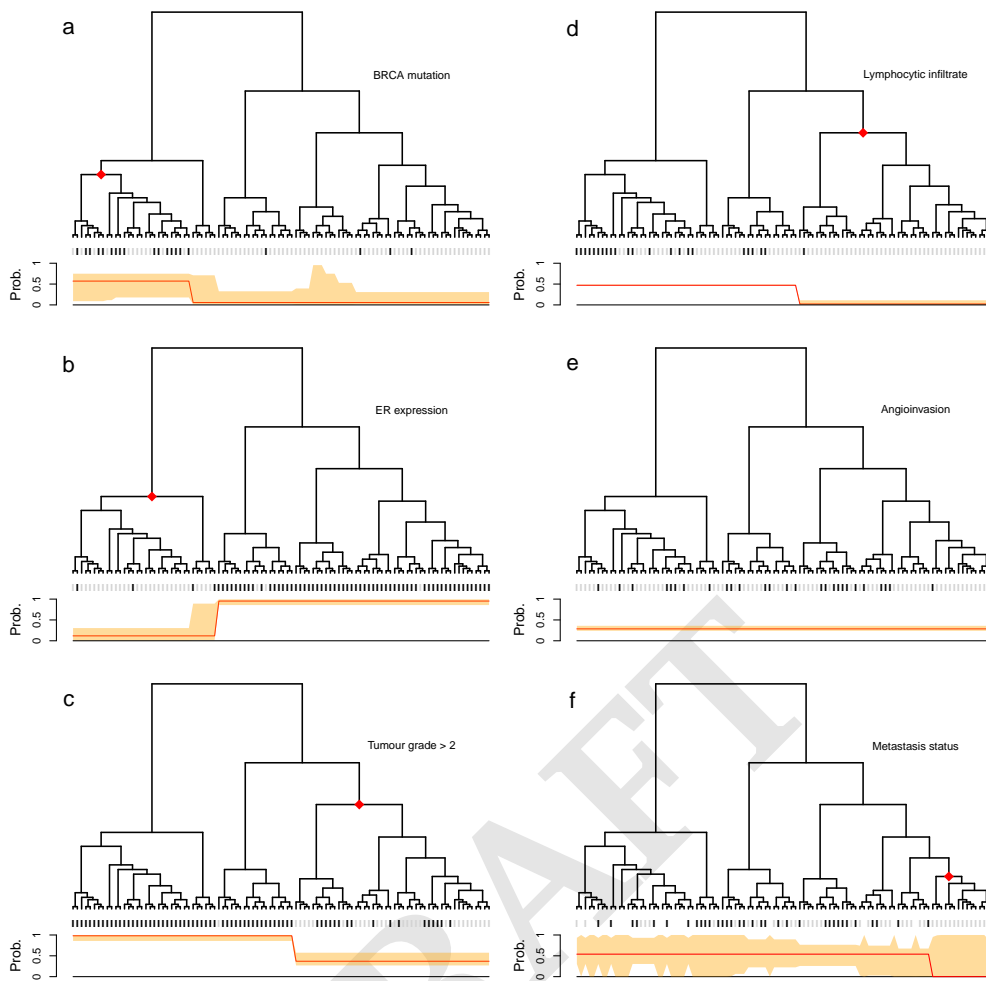 a
BRCA mutation
Prob.
0 0.5 1
d
Lymphocytic infiltrate
Prob.
0 0.5 1
b
ER expression
Prob.
0 0.5 1
e
Angioinvasion
Prob.
0 0.5 1
c
Tumour grade > 2
Prob.
0 0.5 1
f
Metastasis status
Prob.
0 0.5 1
RAFT